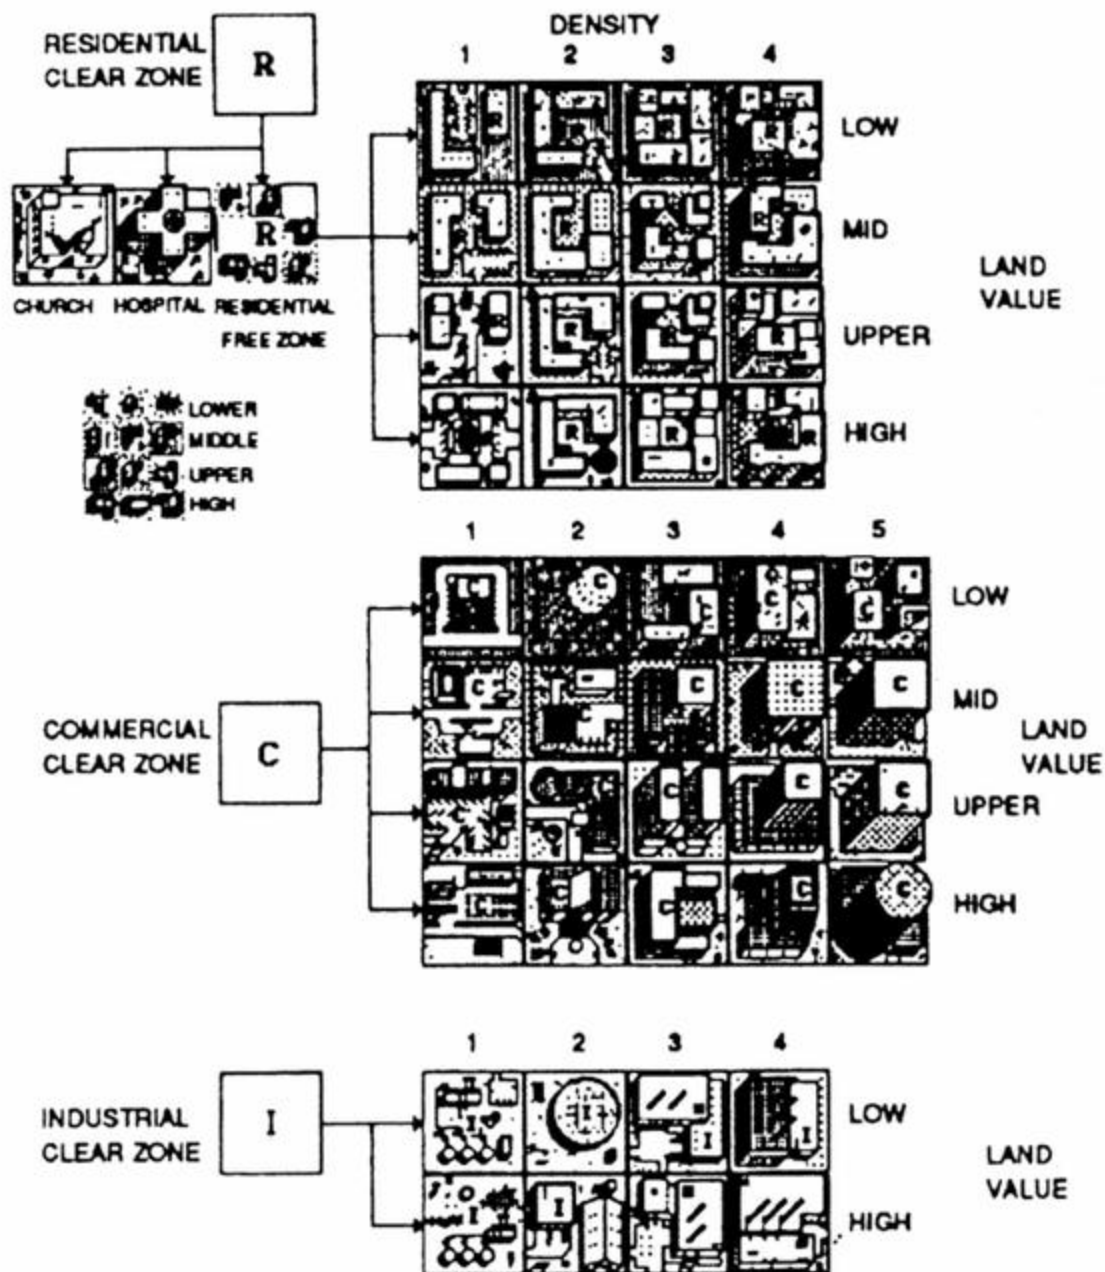 DENSITY
RESIDENTIAL
CLEAR ZONE
R
1 2 3 4
LOW
MID
UPPER
HIGH
LAND
VALUE
CHURCH HOSPITAL RESIDENTIAL
FREE ZONE
R
LOWER
MIDDLE
UPPER
HIGH
R R R R
R R R
R R R R
R R R
1 2 3 4 5
COMMERCIAL
CLEAR ZONE
C
LOW
MID
UPPER
HIGH
LAND
VALUE
C C C C C
C C C C C
C C C C
C C C C C
1 2 3 4
INDUSTRIAL
CLEAR ZONE
I
LOW
HIGH
LAND
VALUE
I I I I
I I